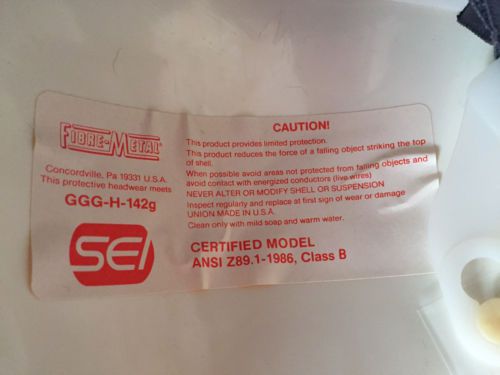 FIBRE-METAL®
Concordville, Pa 19331 U.S.A.
This protective headwear meets
GGG-H-142g
SEI
CAUTION!
This product provides limited protection.
This product reduces the force of a falling object striking the top
of shell.
When possible avoid areas not protected from falling objects and
avoid contact with energized conductors (live wires)
NEVER ALTER OR MODIFY SHELL OR SUSPENSION
Inspect regularly and replace at first sign of wear or damage
UNION MADE IN U.S.A.
Clean only with mild soap and warm water.
CERTIFIED MODEL
ANSI Z89.1-1986, Class B